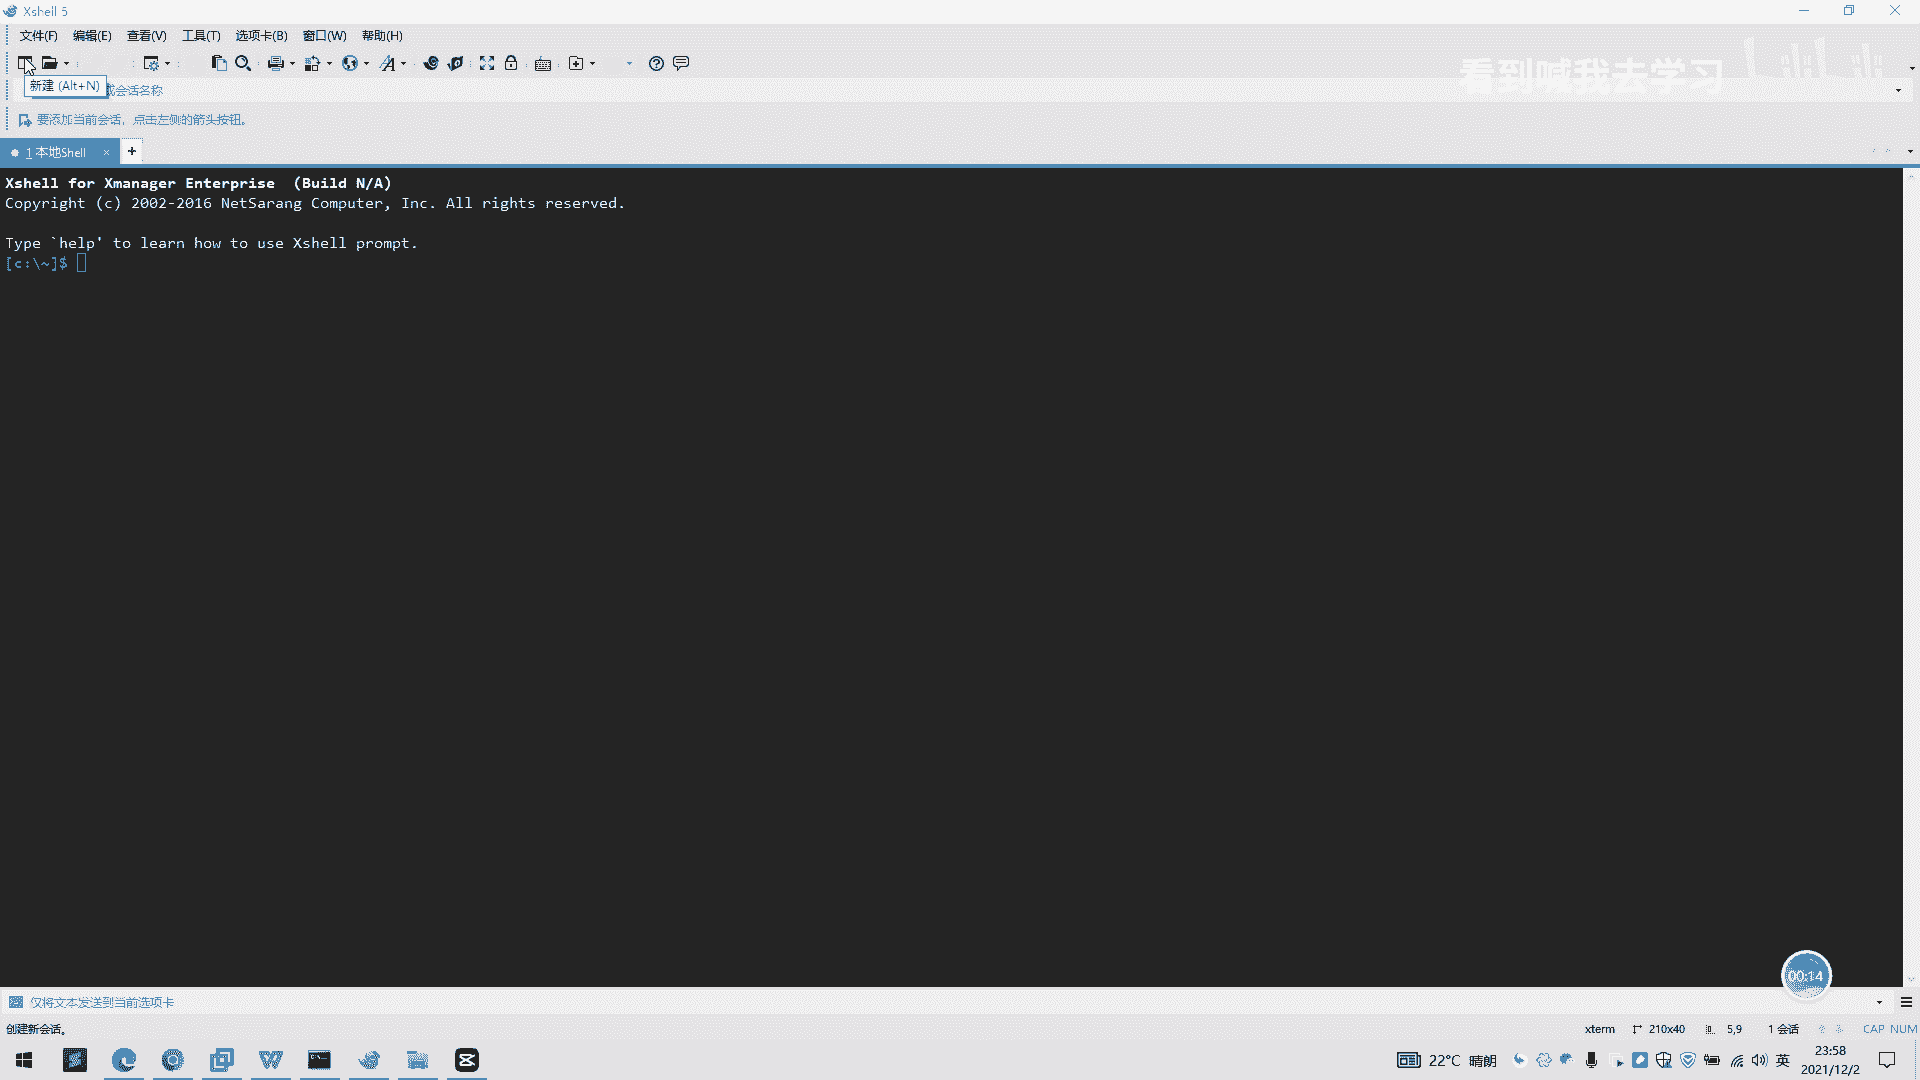 Xshell 5
文件(F) 编辑(E) 查看(V) 工具(T) 选项卡(B) 窗口(W) 帮助(H)
看到喊我去学习
新建 (Alt+N)
或会话名称
要添加当前会话，点击左侧的箭头按钮。
1 本地Shell × +
Xshell for Xmanager Enterprise (Build N/A)
Copyright (c) 2002-2016 NetSarang Computer, Inc. All rights reserved.
Type `help' to learn how to use Xshell prompt.
[c:\~]$
00:14
仅将文本发送到当前选项卡
创建新会话。 xterm 210x40 5,9 1 会话 CAP NUM
22°C 晴朗 英 23:58
2021/12/2